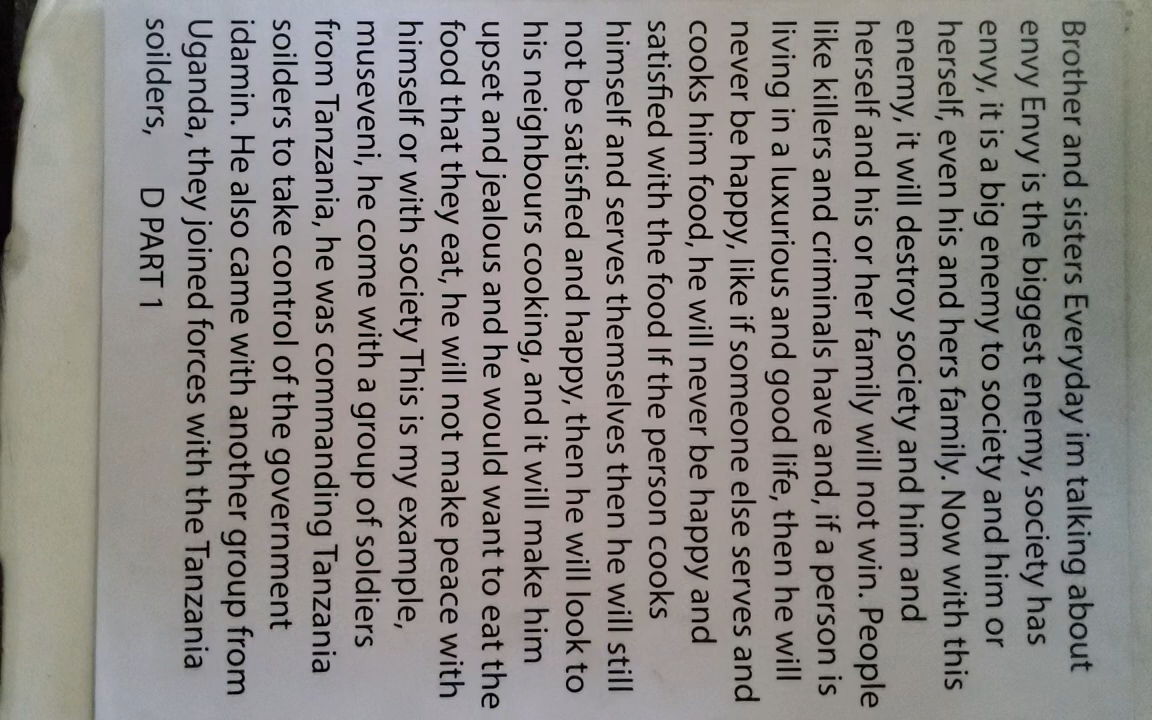 Brother and sisters Everyday im talking about
envy Envy is the biggest enemy, society has
envy, it is a big enemy to society and him or
herself, even his and hers family. Now with this
enemy, it will destroy society and him and
herself and his or her family will not win. People
like killers and criminals have and, if a person is
living in a luxurious and good life, then he will
never be happy, like if someone else serves and
cooks him food, he will never be happy and
satisfied with the food If the person cooks
himself and serves themselves then he will still
not be satisfied and happy, then he will look to
his neighbours cooking, and it will make him
upset and jealous and he would want to eat the
food that they eat, he will not make peace with
himself or with society This is my example,
museveni, he come with a group of soldiers
from Tanzania, he was commanding Tanzania
soilders to take control of the government
idamin. He also came with another group from
Uganda, they joined forces with the Tanzania
soilders, D PART 1